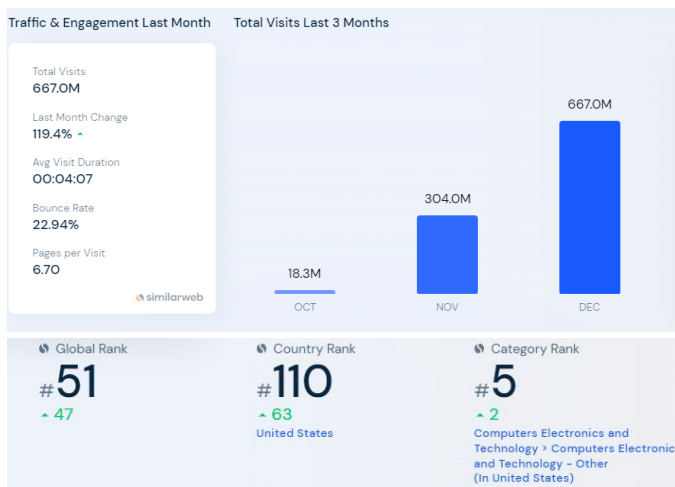 Traffic & Engagement Last Month
Total Visits Last 3 Months
Total Visits
667.0M
Last Month Change
119.4%
Avg Visit Duration
00:04:07
Bounce Rate
22.94%
Pages per Visit
6.70
similarweb
18.3M
304.0M
667.0M
OCT
NOV
DEC
Global Rank
#51
47
Country Rank
#110
63
United States
Category Rank
#5
2
Computers Electronics and
Technology > Computers Electronic
and Technology - Other
(In United States)